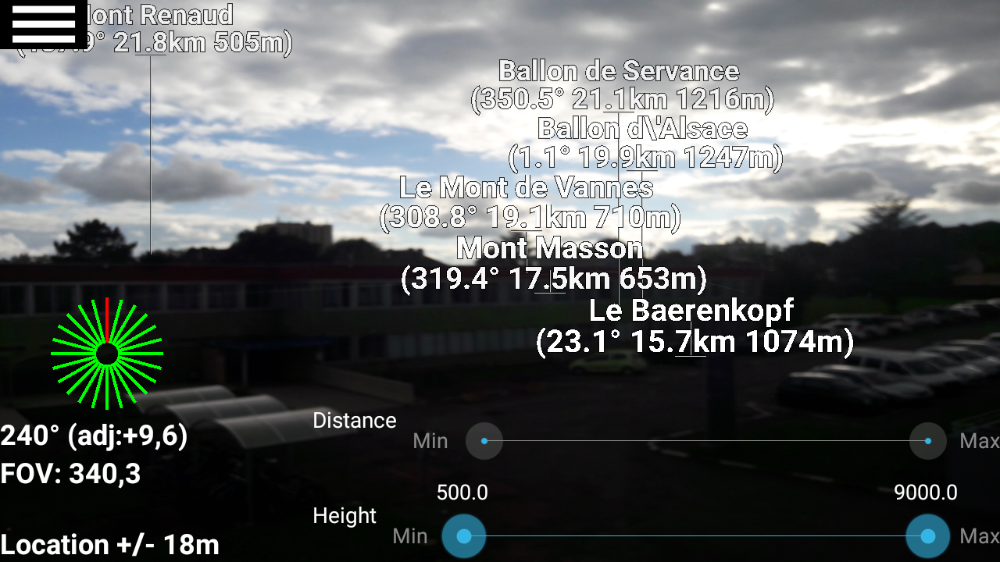 Mont Renaud
21.8km 505m)
Ballon de Servance
(350.5° 21.1km 1216m)
Ballon d\'Alsace
(1.1° 19.9km 1247m)
Le Mont de Vannes
(308.8° 19.1km 710m)
Mont Masson
(319.4° 17.5km 653m)
Le Baerenkopf
(23.1° 15.7km 1074m)
240° (adj:+9,6)
FOV: 340,3
Location +/- 18m
Distance
Min
Max
500.0
9000.0
Height
Min
Max